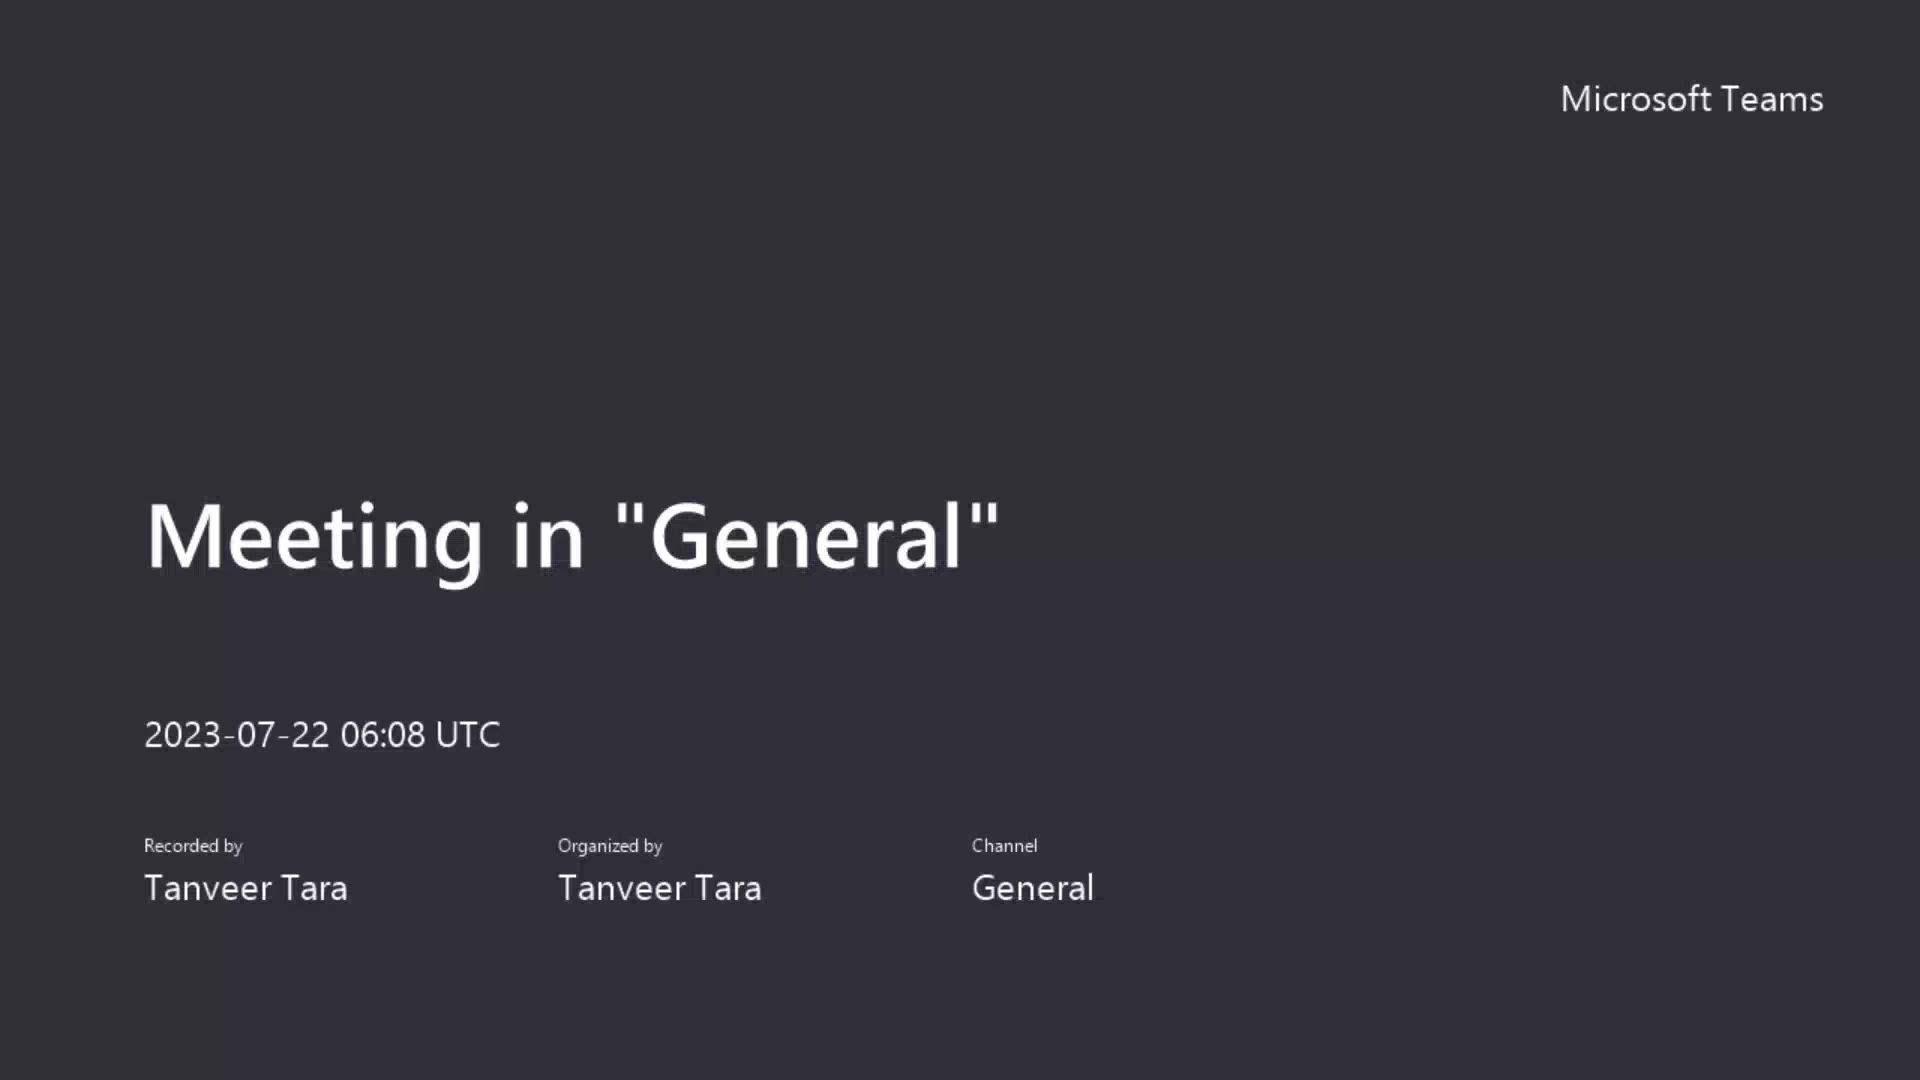 Microsoft Teams
Meeting in "General"
2023-07-22 06:08 UTC
Recorded by
Tanveer Tara
Organized by
Tanveer Tara
Channel
General